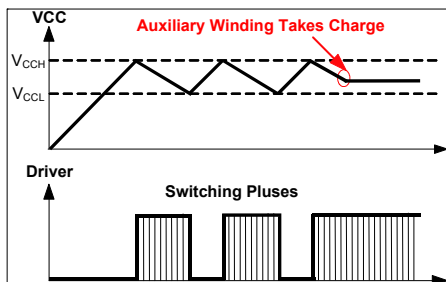 VCC
Auxiliary Winding Takes Charge
VCCH
VCCL
Driver
Switching Pluses